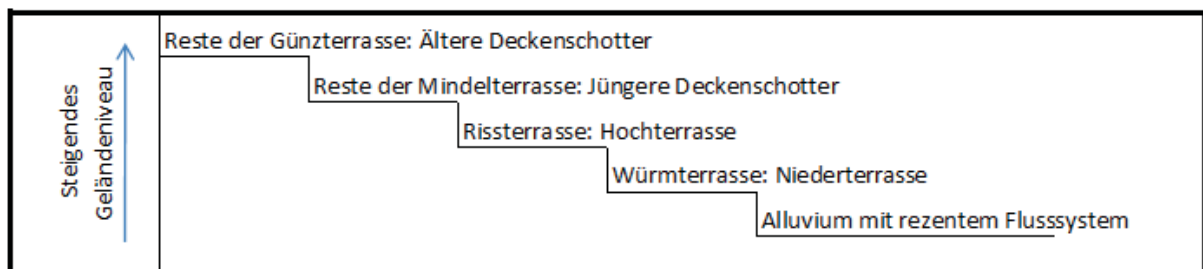 Reste der Günzterrasse: Ältere Deckenschotter
Reste der Mindelterrasse: Jüngere Deckenschotter
Rissterrasse: Hochterrasse
Würmterrasse: Niederterrasse
Alluvium mit rezentem Flusssystem
Steigendes
Geländeniveau